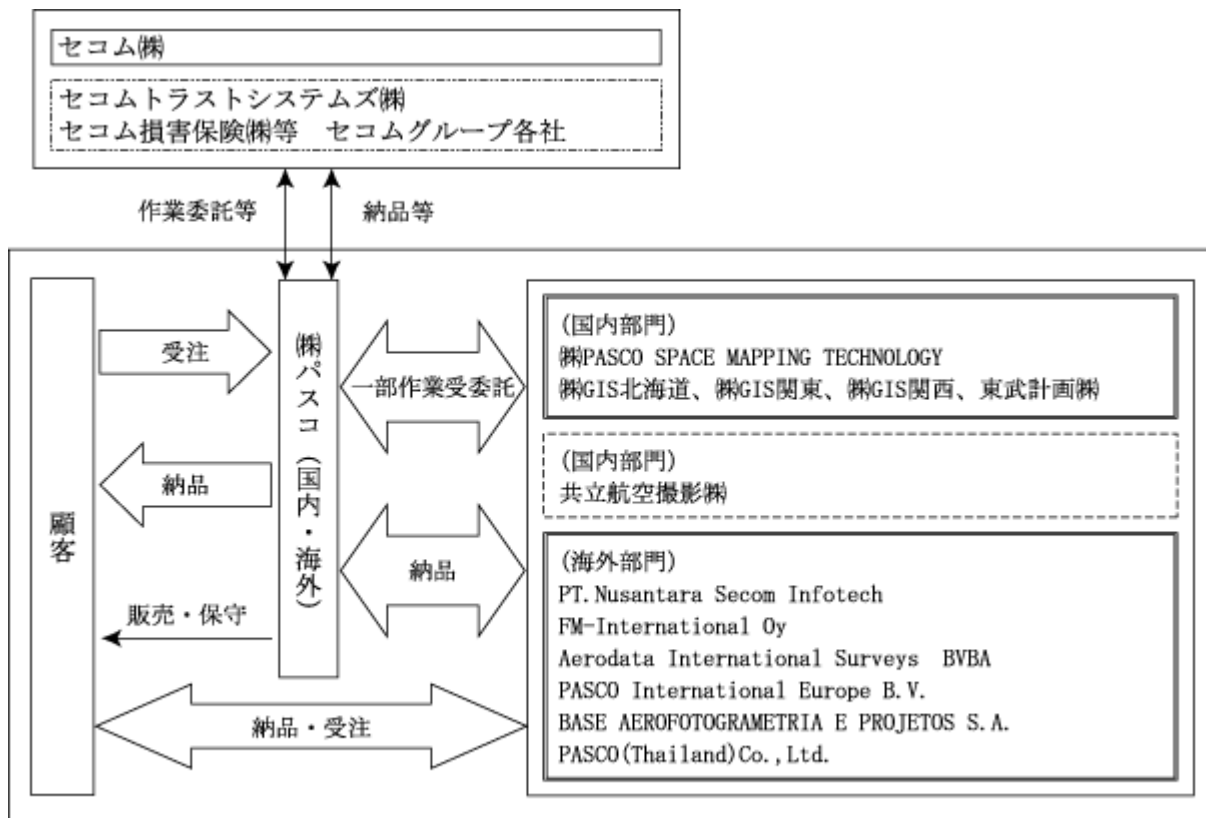 セコム㈱
セコムトラストシステムズ㈱
セコム損害保険㈱等　セコムグループ各社
作業委託等
納品等
顧客
受注
納品
販売・保守
㈱パスコ（国内・海外）
一部作業受委託
納品
納品・受注
(国内部門)
㈱PASCO SPACE MAPPING TECHNOLOGY
㈱GIS北海道、㈱GIS関東、㈱GIS関西、東武計画㈱
(国内部門)
共立航空撮影㈱
(海外部門)
PT.Nusantara Secom Infotech
FM-International Oy
Aerodata International Surveys BVBA
PASCO International Europe B.V.
BASE AEROFOTOGRAMETRIA E PROJETOS S.A.
PASCO(Thailand)Co.,Ltd.